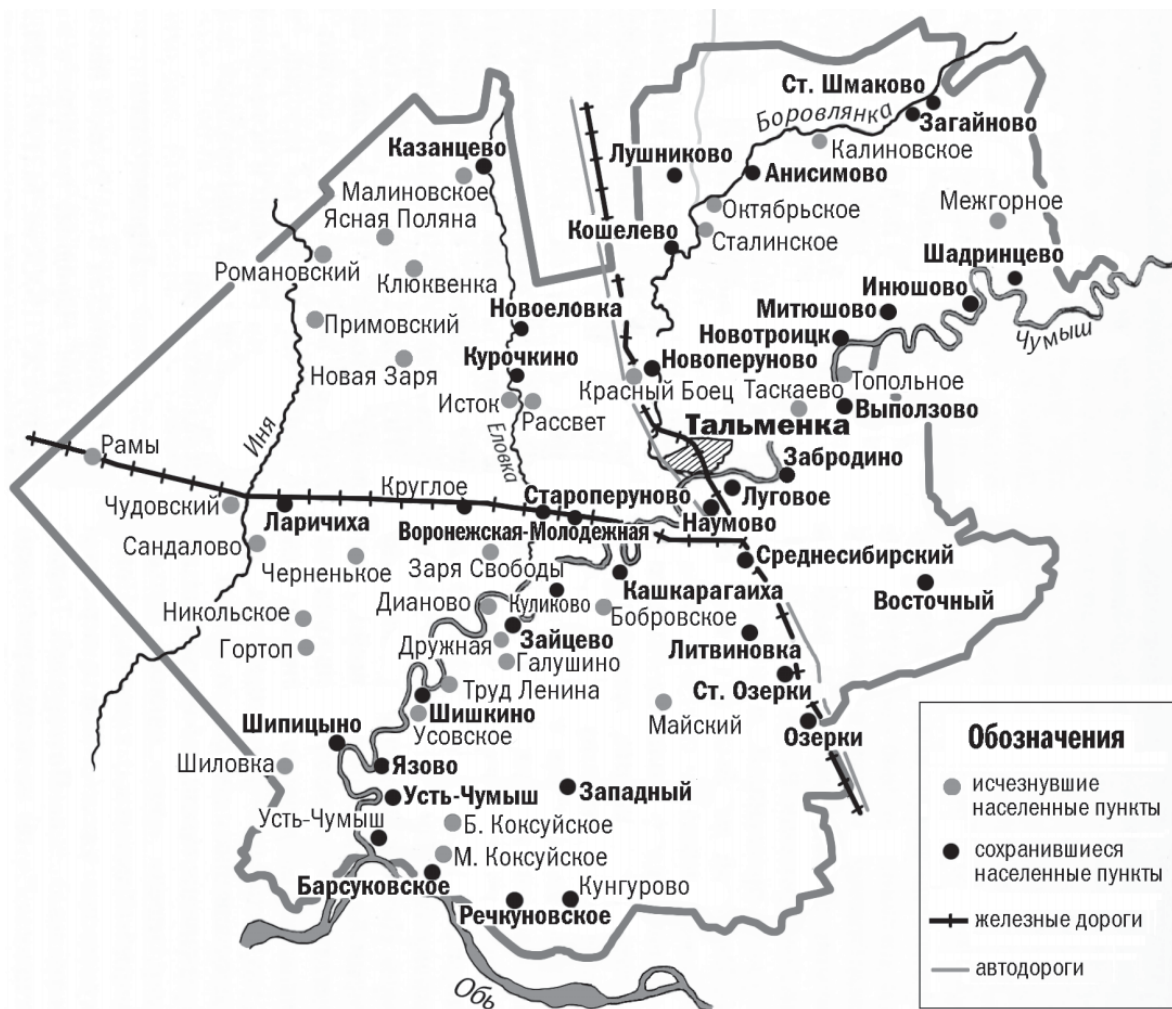 Ст. Шмаково
Боровлянка
Загайново
Казанцево
Лушниково
Калиновское
Малиновское
Анисимово
Ясная Поляна
Октябрьское
Межгорное
Кошелево
Сталинское
Романовский
Клюквенка
Шадринцево
Инюшово
Новоеловка
Митюшово
Примовский
Новотроицк
Чумыш
Курочкино
Новоперуново
Новая Заря
Красный Боец
Таскаево
Топольное
Исток
Рассвет
Выползово
Тальменка
Иня
Еловка
Рамы
Забродино
Круглое
Староперуново
Луговое
Чудовский
Ларичиха
Воронежская-Молодежная
Наумово
Сандалово
Черненькое
Заря Свободы
Среднесибирский
Кашкарагаиха
Восточный
Никольское
Дианово
Куликово
Бобровское
Гортоп
Дружная
Зайцево
Литвиновка
Галушино
Труд Ленина
Ст. Озерки
Шипицыно
Шишкино
Майский
Усовское
Озерки
Шиловка
Язово
Усть-Чумыш
Западный
Усть-Чумыш
Б. Коксуйское
М. Коксуйское
Барсуковское
Кунгурово
Речкуновское
Обь
Обозначения
исчезнувшие
населенные пункты
сохранившиеся
населенные пункты
железные дороги
автодороги